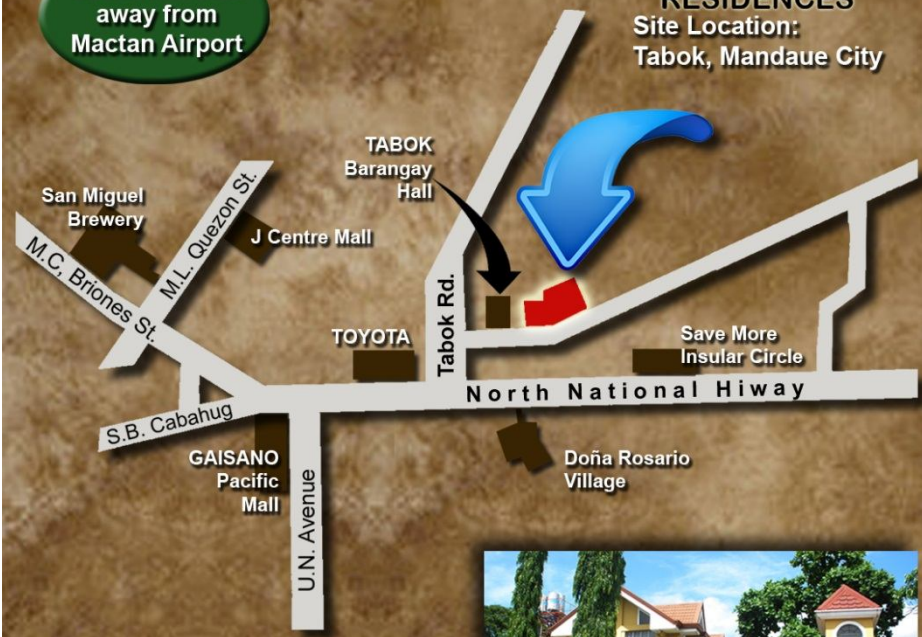 away from
Mactan Airport
RESIDENCES
Site Location:
Tabok, Mandaue City
TABOK
Barangay
Hall
San Miguel
Brewery
M.L. Quezon St.
J Centre Mall
M.C, Briones St.
Tabok Rd.
TOYOTA
Save More
Insular Circle
North National Hiway
S.B. Cabahug
GAISANO
Pacific
Mall
U.N. Avenue
Doña Rosario
Village